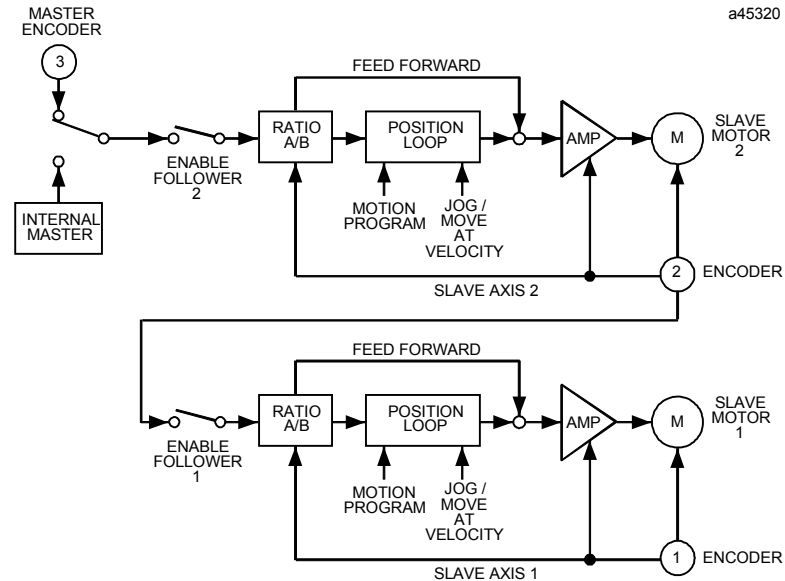 a45320
MASTER
ENCODER
3
INTERNAL
MASTER
ENABLE
FOLLOWER
2
FEED FORWARD
RATIO
A/B
POSITION
LOOP
MOTION
PROGRAM
JOG /
MOVE
AT
VELOCITY
AMP
M
SLAVE
MOTOR
2
2
ENCODER
SLAVE AXIS 2
ENABLE
FOLLOWER
1
FEED FORWARD
RATIO
A/B
POSITION
LOOP
MOTION
PROGRAM
JOG /
MOVE
AT
VELOCITY
AMP
M
SLAVE
MOTOR
1
1
ENCODER
SLAVE AXIS 1